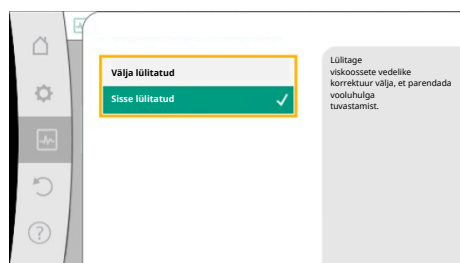 Välja lülitatud
Sisse lülitatud
Lülitage
viskoossete vedelike
korrektuur välja, et parendada
vooluhulga
tuvastamist.